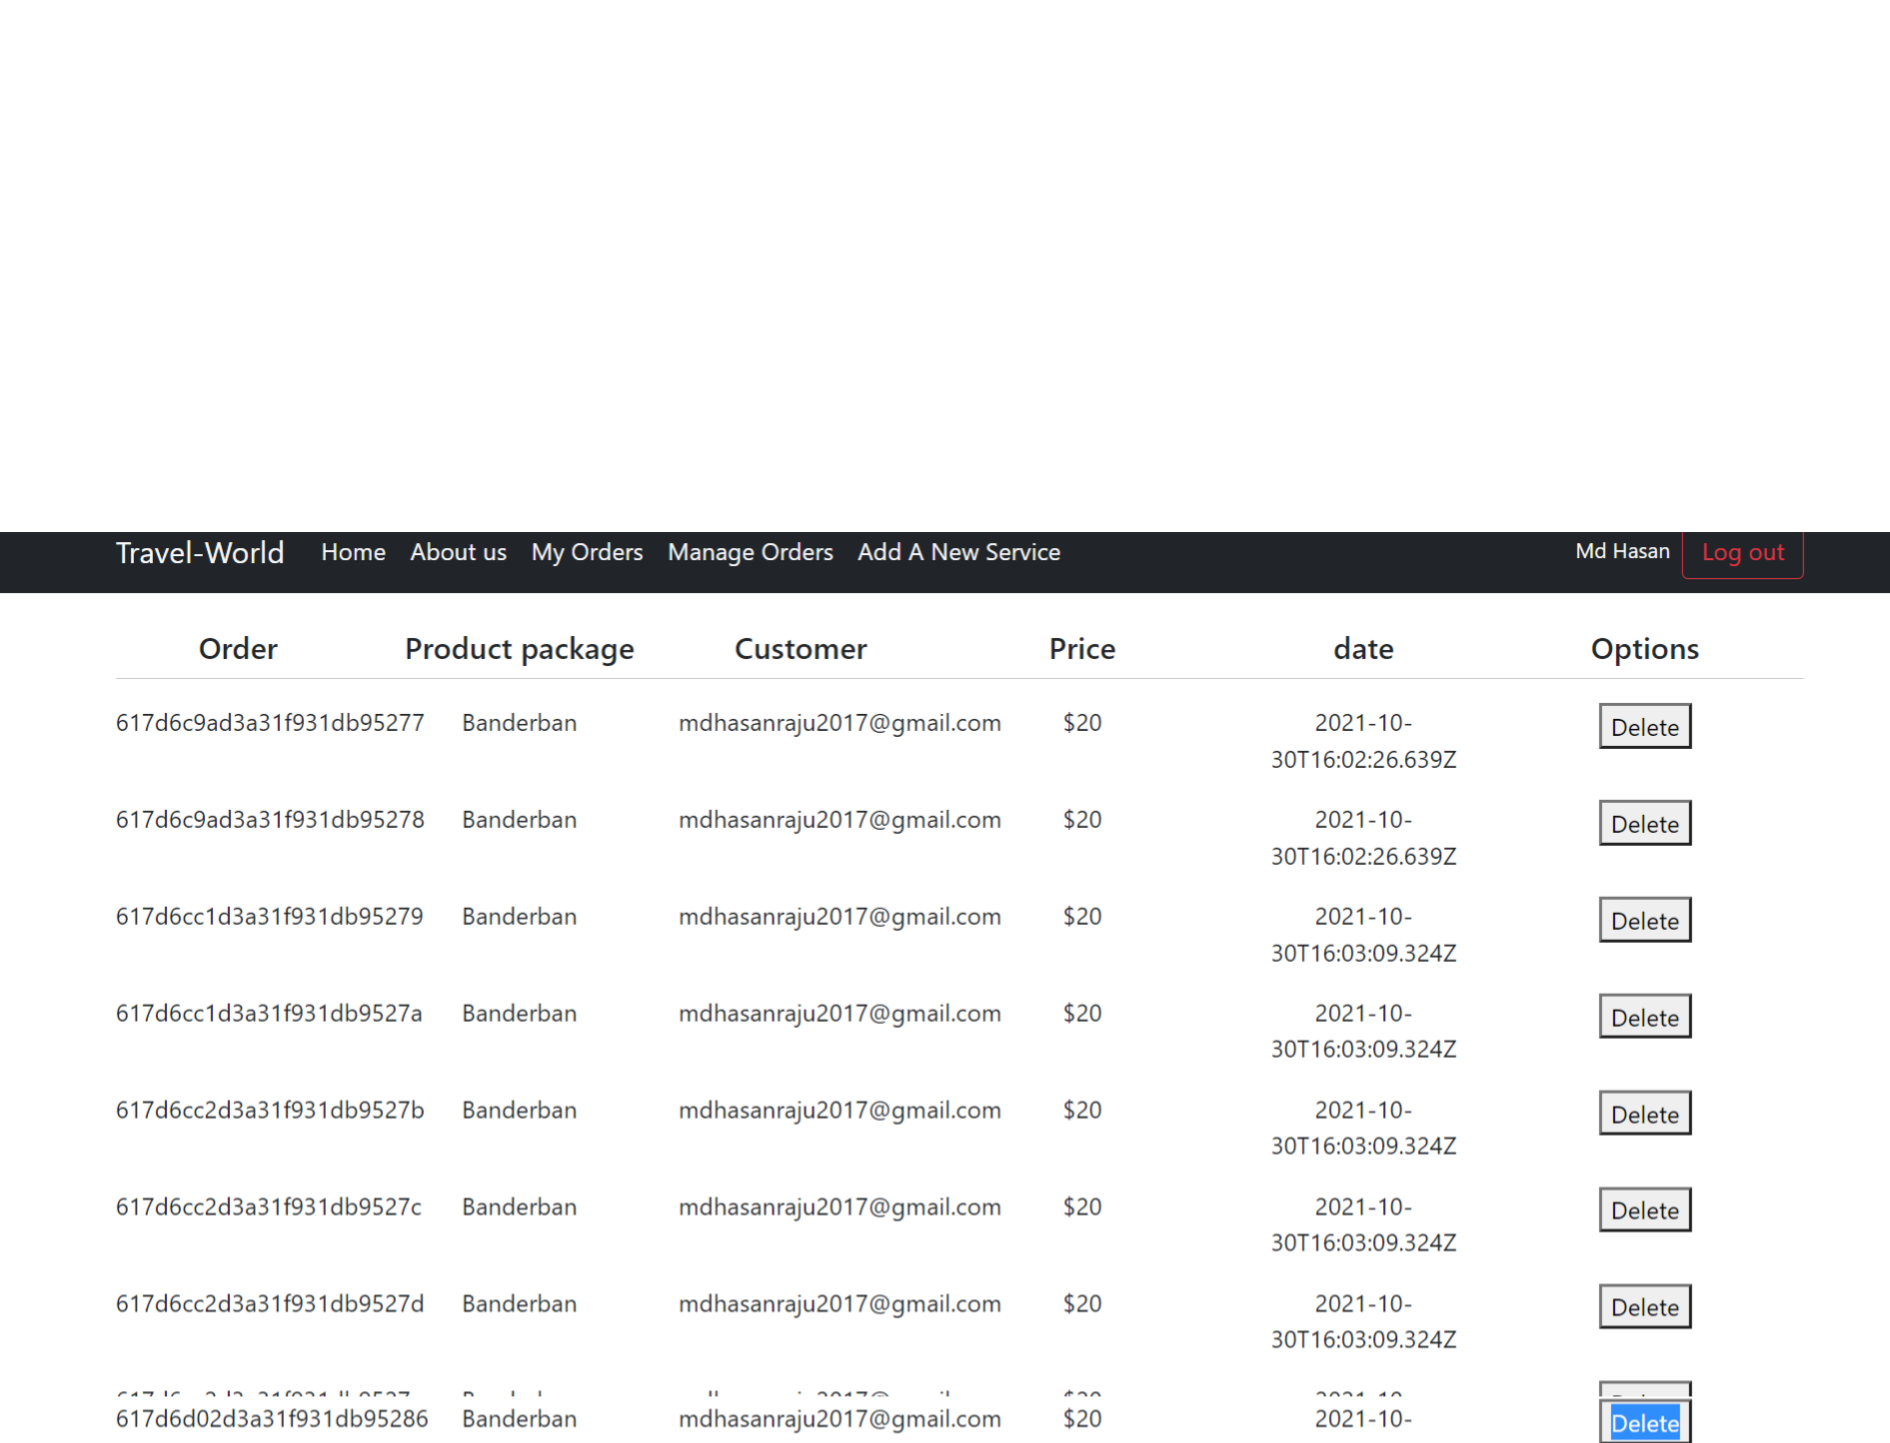 Travel-World Home About us My Orders Manage Orders Add A New Service Md Hasan Log out
Order Product package Customer Price date Options
617d6c9ad3a31f931db95277 Banderban mdhasanraju2017@gmail.com $20 2021-10- Delete
30T16:02:26.639Z
617d6c9ad3a31f931db95278 Banderban mdhasanraju2017@gmail.com $20 2021-10- Delete
30T16:02:26.639Z
617d6cc1d3a31f931db95279 Banderban mdhasanraju2017@gmail.com $20 2021-10- Delete
30T16:03:09.324Z
617d6cc1d3a31f931db9527a Banderban mdhasanraju2017@gmail.com $20 2021-10- Delete
30T16:03:09.324Z
617d6cc2d3a31f931db9527b Banderban mdhasanraju2017@gmail.com $20 2021-10- Delete
30T16:03:09.324Z
617d6cc2d3a31f931db9527c Banderban mdhasanraju2017@gmail.com $20 2021-10- Delete
30T16:03:09.324Z
617d6cc2d3a31f931db9527d Banderban mdhasanraju2017@gmail.com $20 2021-10- Delete
30T16:03:09.324Z
617d6d02d3a31f931db95286 Banderban mdhasanraju2017@gmail.com $20 2021-10- Delete